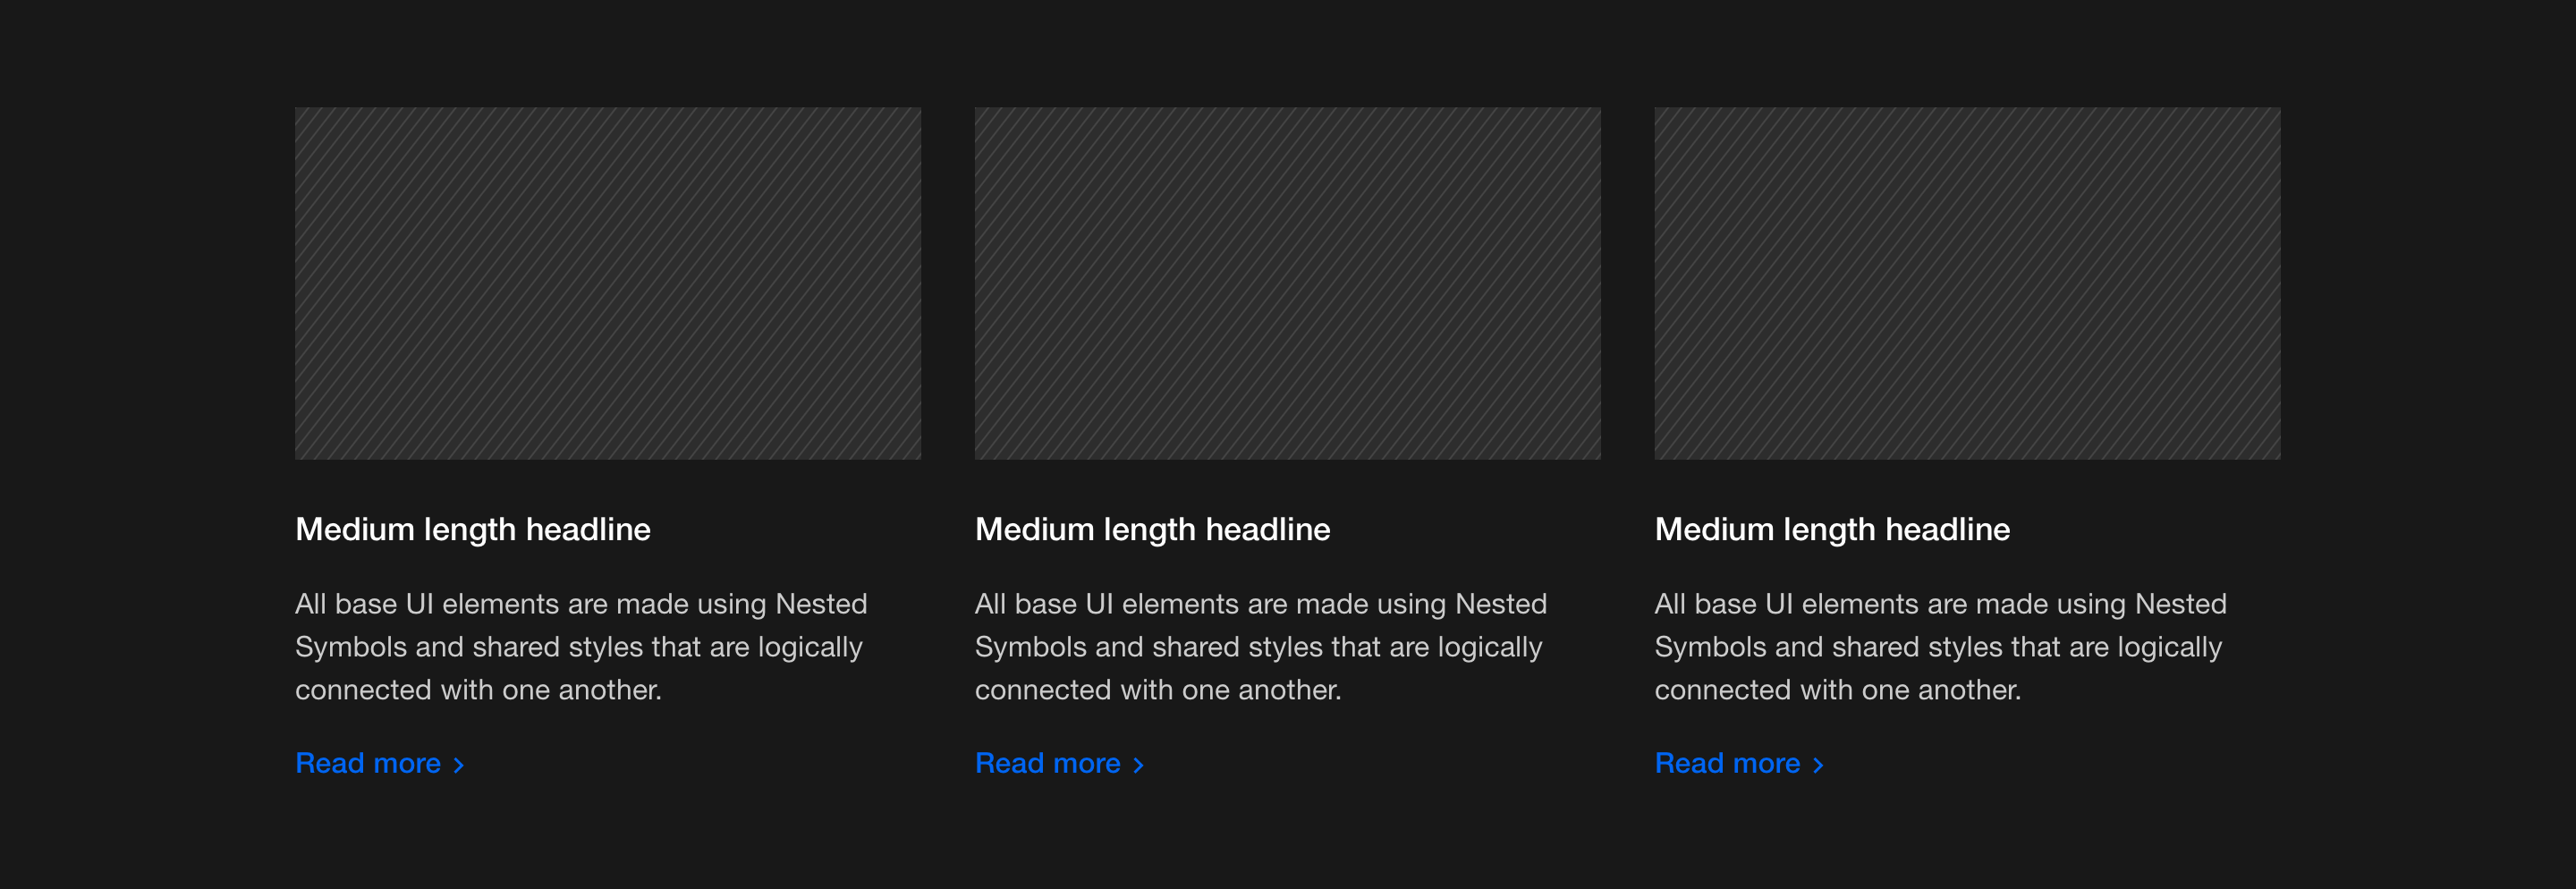 Medium length headline
All base UI elements are made using Nested
Symbols and shared styles that are logically
connected with one another.
Read more
Medium length headline
All base UI elements are made using Nested
Symbols and shared styles that are logically
connected with one another.
Read more
Medium length headline
All base UI elements are made using Nested
Symbols and shared styles that are logically
connected with one another.
Read more